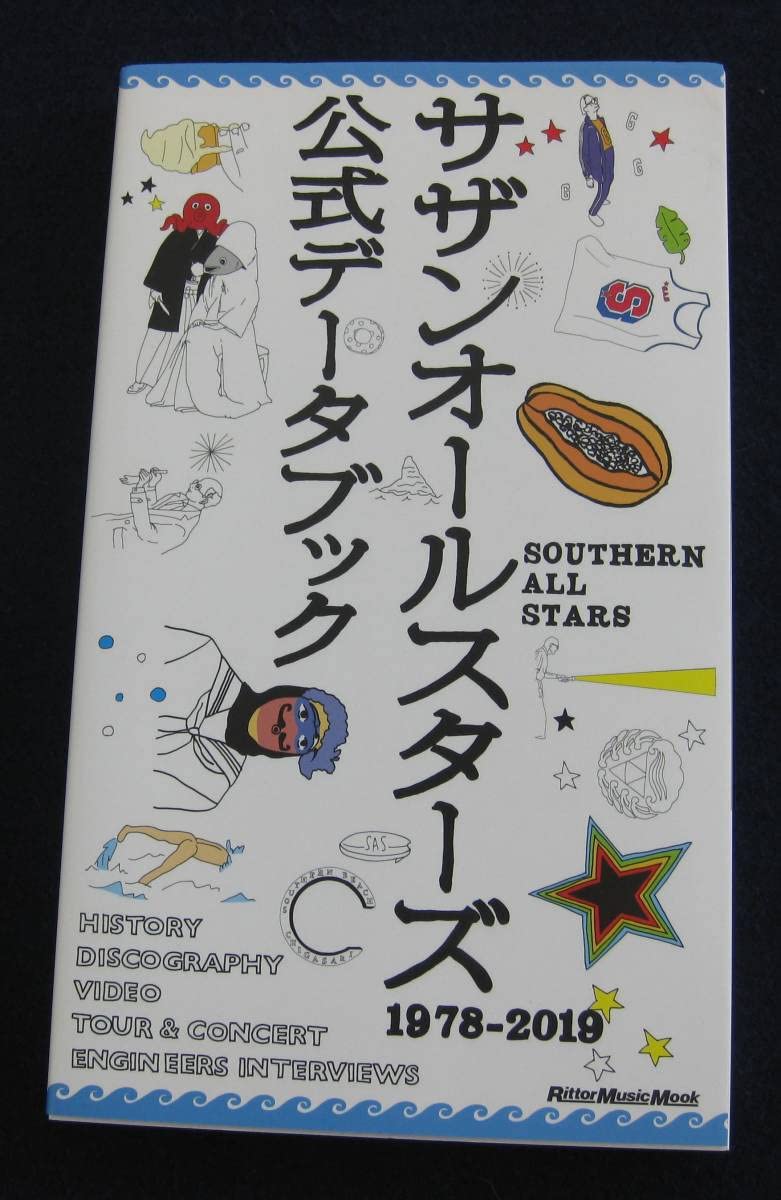 サザンオールスターズ
公式データブック
SOUTHERN
ALL
STARS
SAS
1978-2019
HISTORY
DISCOGRAPHY
VIDEO
TOUR & CONCERT
ENGINEERS INTERVIEWS
RittorMusicMook